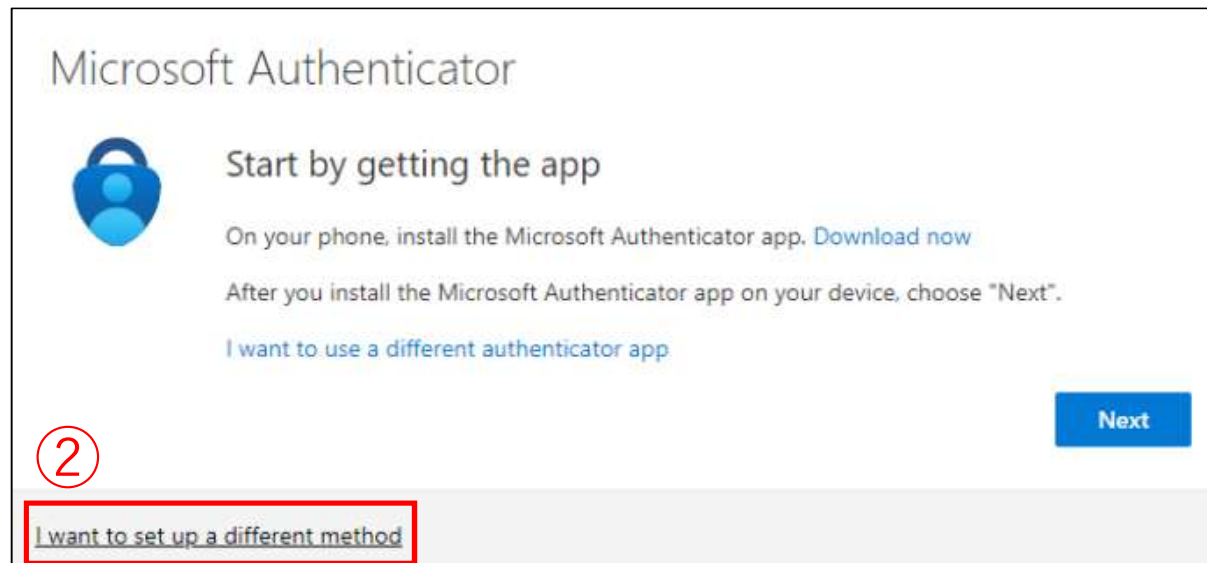 Microsoft Authenticator
Start by getting the app
On your phone, install the Microsoft Authenticator app. Download now
After you install the Microsoft Authenticator app on your device, choose "Next".
I want to use a different authenticator app
Next
②
I want to set up a different method